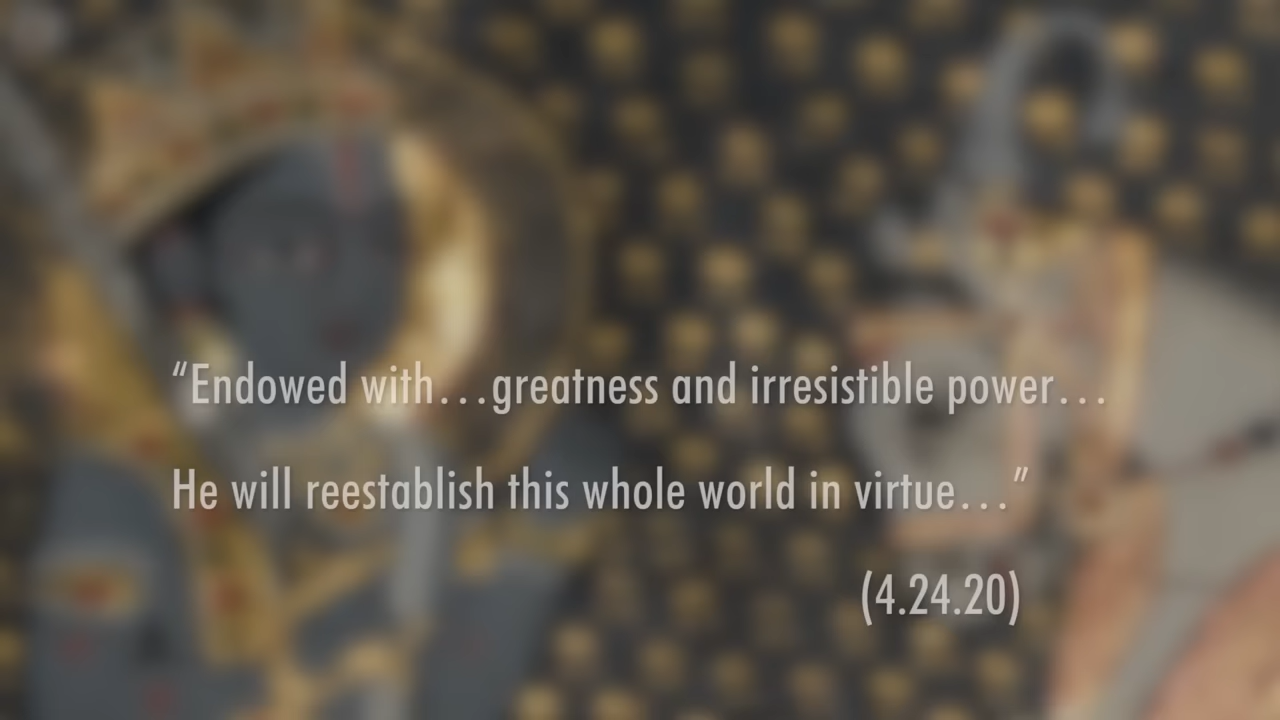 “Endowed with…greatness and irresistible power…
He will reestablish this whole world in virtue…”
(4.24.20)